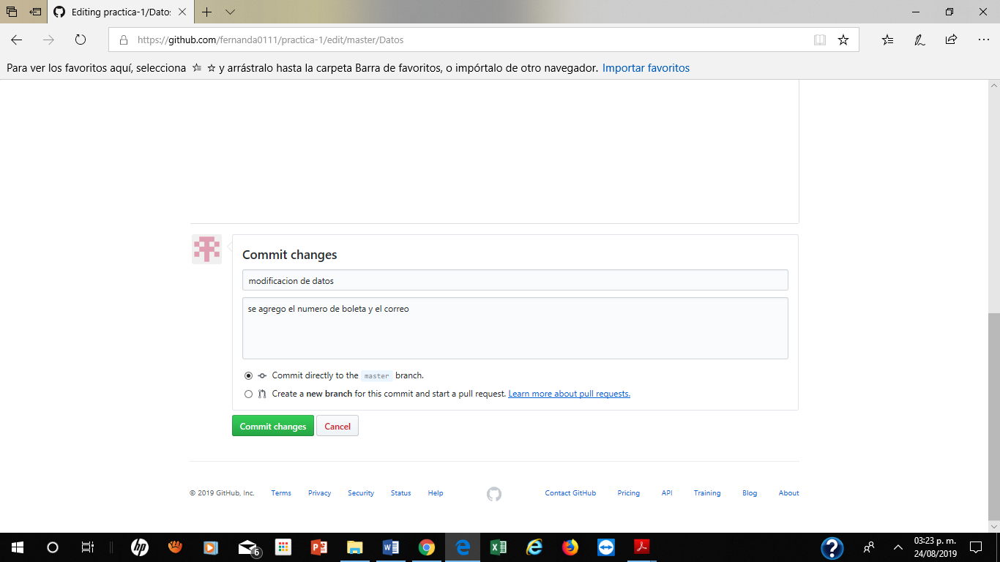 Editing practica-1/Datos
https://github.com/fernanda0111/practica-1/edit/master/Datos
Para ver los favoritos aquí, selecciona y arrástralo hasta la carpeta Barra de favoritos, o impórtalo de otro navegador. Importar favoritos
Commit changes
modificacion de datos
se agrego el numero de boleta y el correo
Commit directly to the master branch.
Create a new branch for this commit and start a pull request. Learn more about pull requests.
Commit changes Cancel
© 2019 GitHub, Inc. Terms Privacy Security Status Help Contact GitHub Pricing API Training Blog About
6
03:23 p. m.
24/08/2019